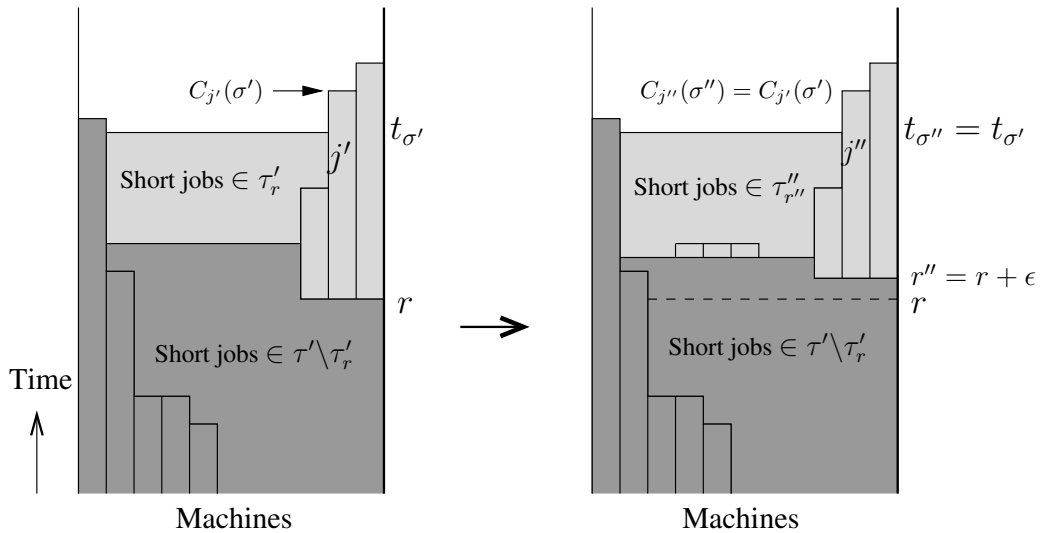 C_{j'}(σ')
t_{σ'}
j'
Short jobs ∈ τ'_r
r
Short jobs ∈ τ'\τ'_r
Time
Machines
C_{j''}(σ'') = C_{j'}(σ')
t_{σ''} = t_{σ'}
j''
Short jobs ∈ τ''_{r''}
r'' = r + ϵ
r
Short jobs ∈ τ'\τ'_r
Machines